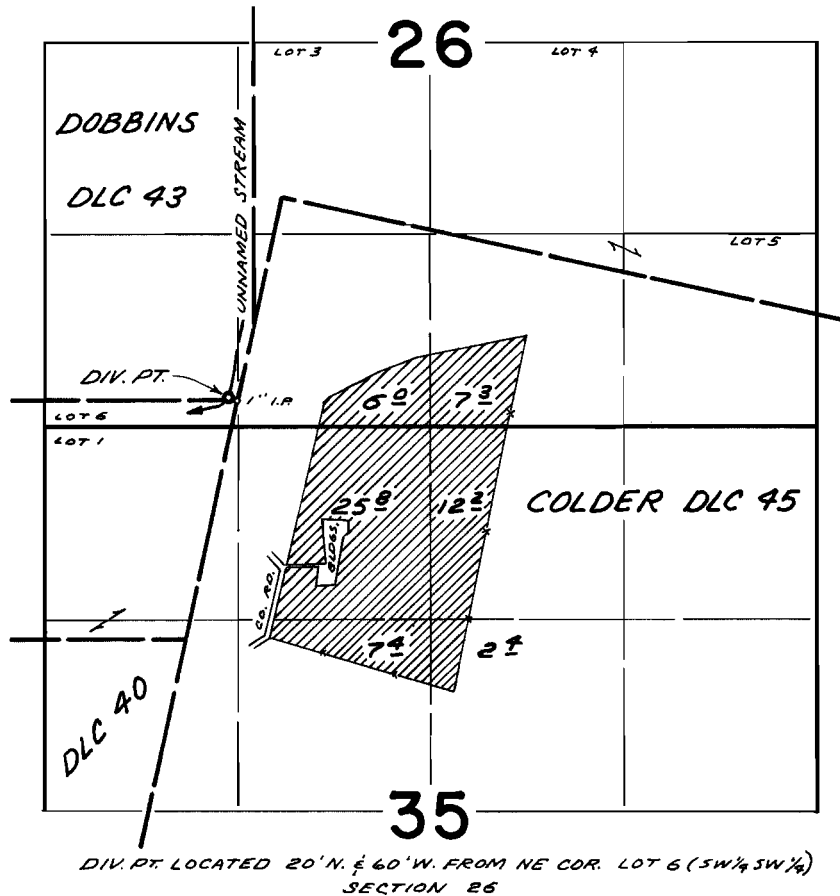 26
LOT 3
LOT 4
DOBBINS
DLC 43
UNNAMED STREAM
LOT 5
DIV. PT.
1" I.P.
LOT 6
LOT 1
6 0
7 3
25 8
12 2
COLDER DLC 45
BLDGS.
CO. RD.
7 4
2 4
DLC 40
35
DIV. PT. LOCATED 20' N. & 60' W. FROM NE COR. LOT 6 (SW¼ SW¼)
SECTION 26